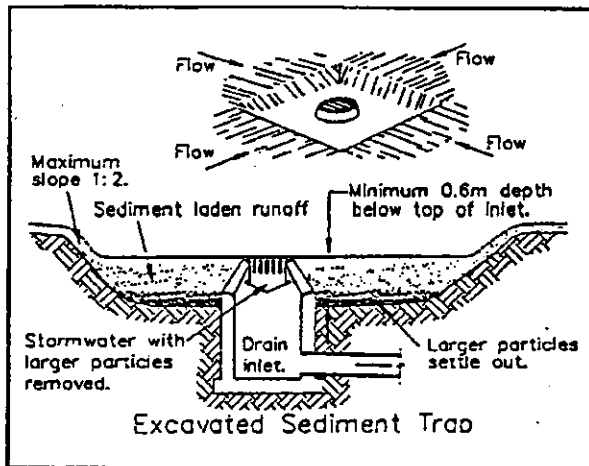 Flow
Flow
Flow
Flow
Maximum
slope 1:2.
Sediment laden runoff
Minimum 0.6m depth
below top of inlet.
Stormwater with
larger particles
removed.
Drain
inlet.
Larger particles
settle out.
Excavated Sediment Trap